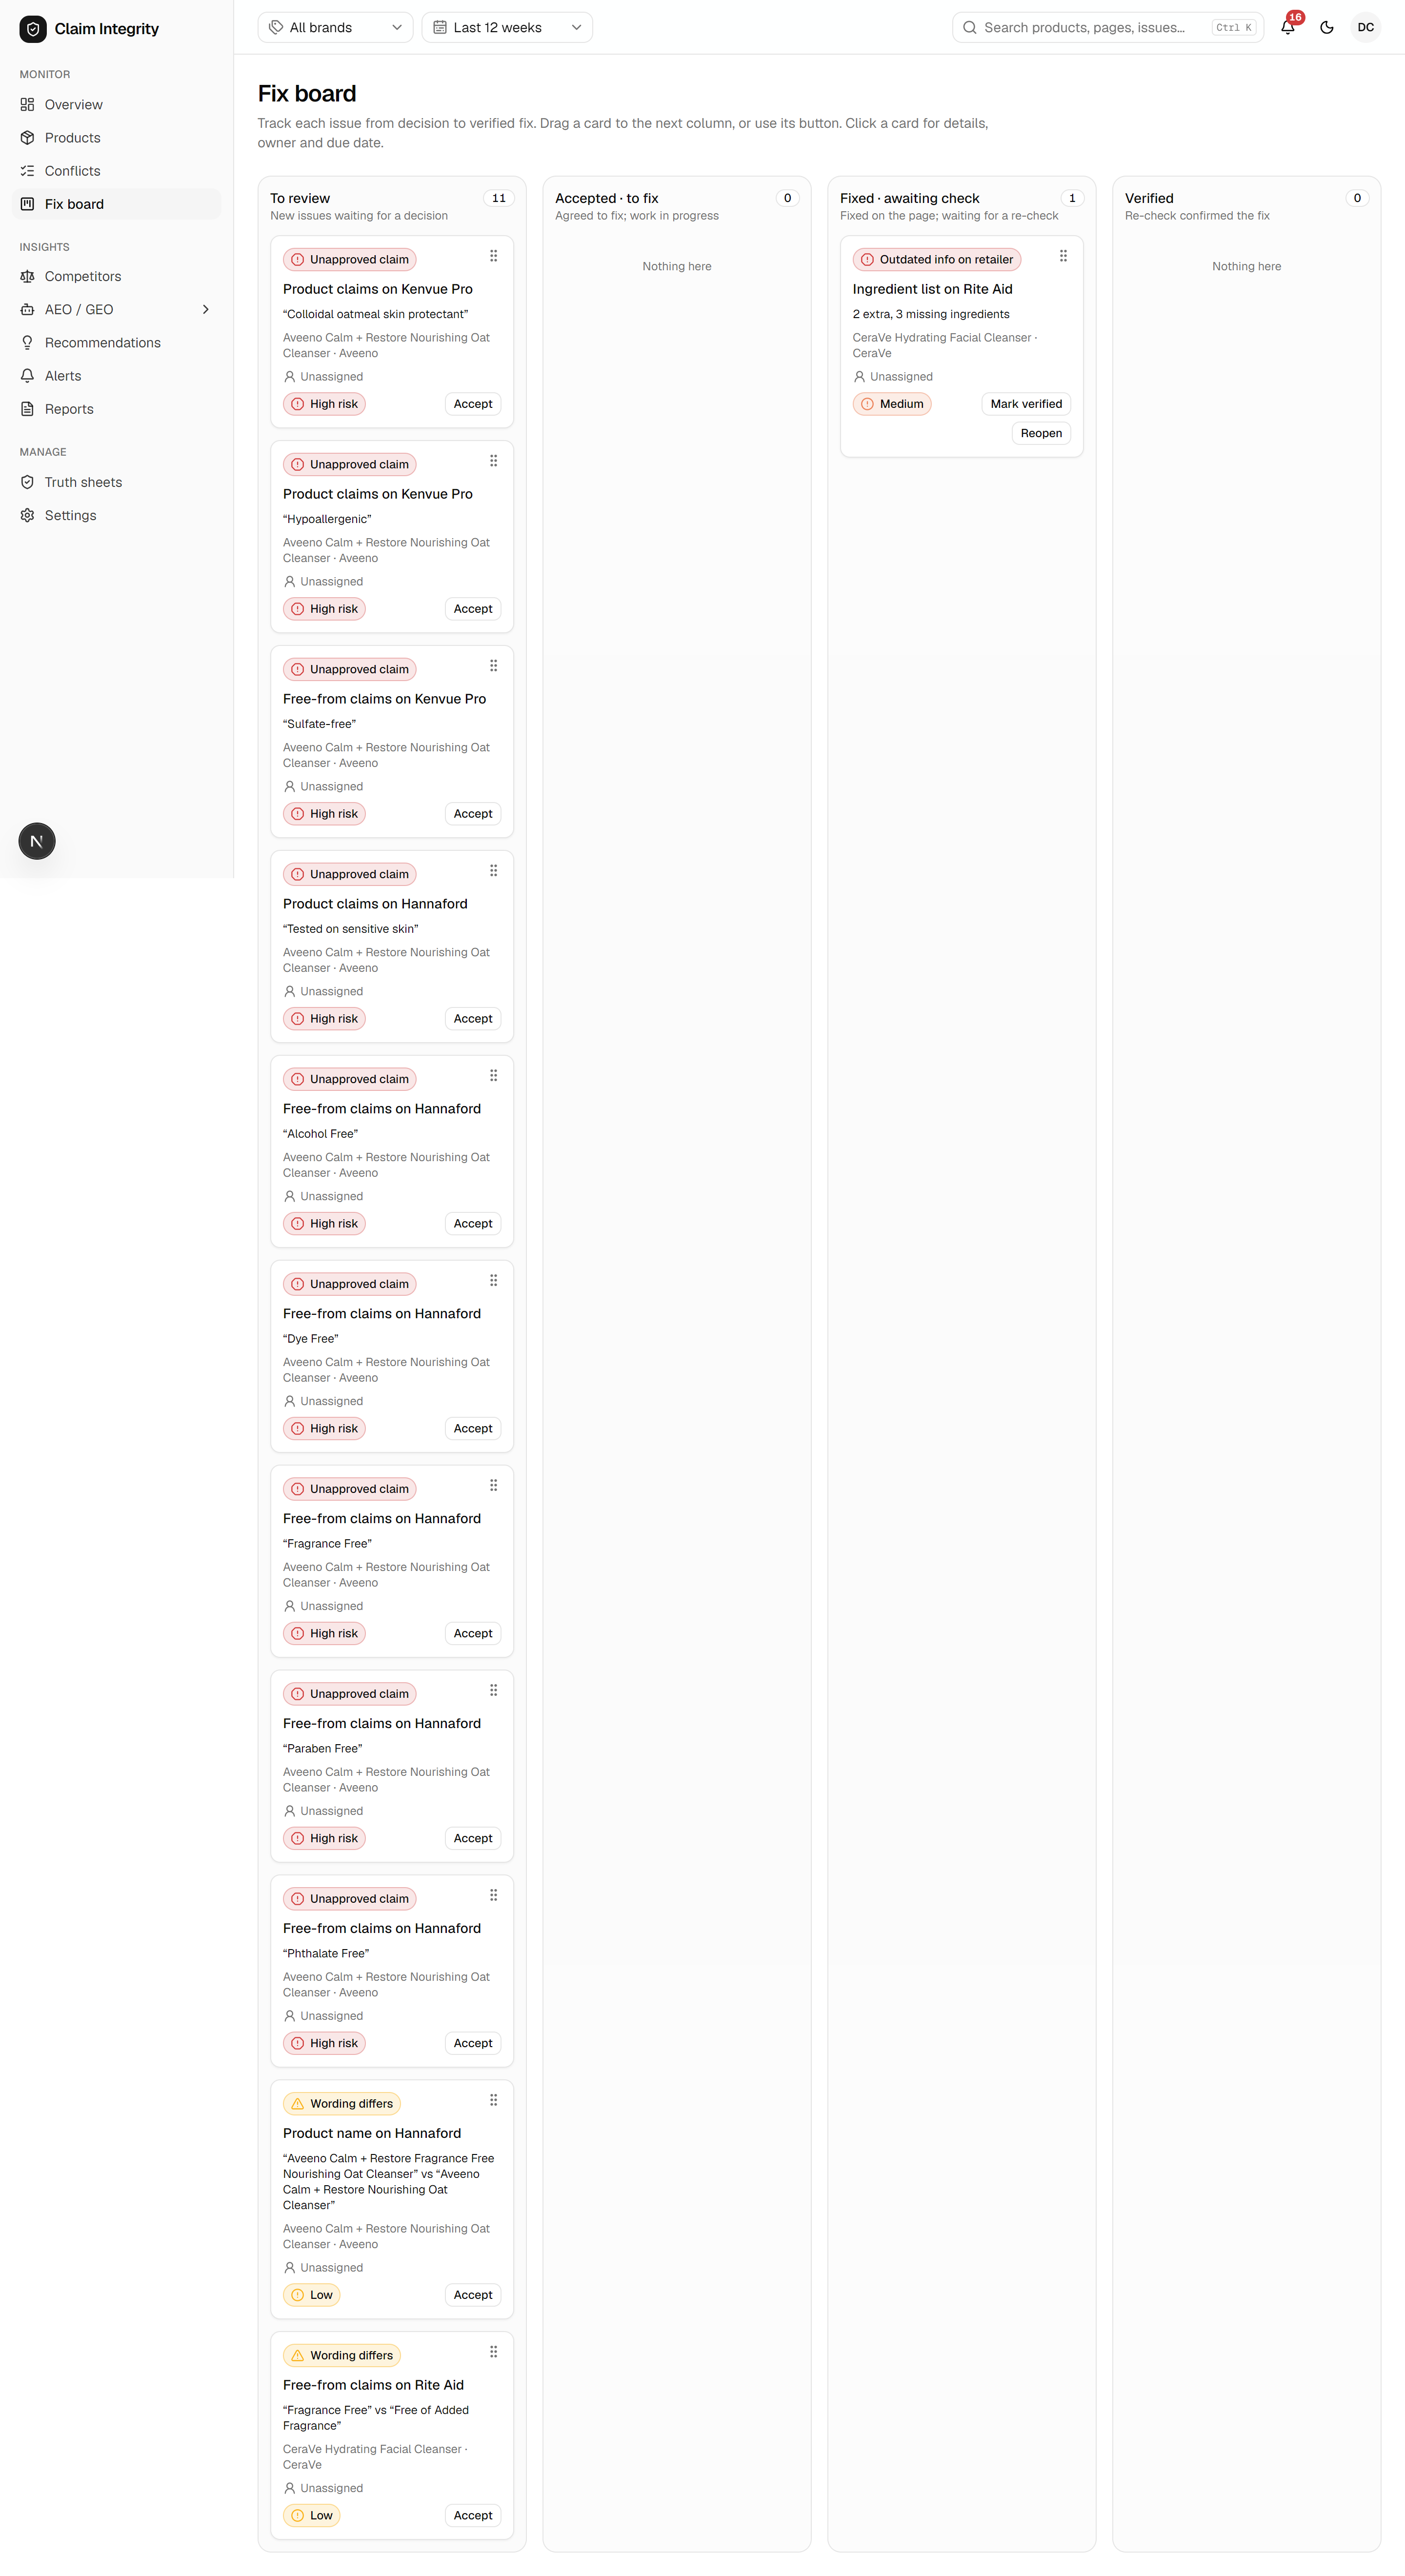 Claim Integrity
MONITOR
Overview
Products
Conflicts
Fix board
INSIGHTS
Competitors
AEO / GEO
Recommendations
Alerts
Reports
MANAGE
Truth sheets
Settings
N
All brands
Last 12 weeks
Search products, pages, issues...
Ctrl K
16
DC
Fix board
Track each issue from decision to verified fix. Drag a card to the next column, or use its button. Click a card for details,
owner and due date.
To review
11
New issues waiting for a decision
Unapproved claim
Product claims on Kenvue Pro
“Colloidal oatmeal skin protectant”
Aveeno Calm + Restore Nourishing Oat
Cleanser · Aveeno
Unassigned
High risk
Accept
Unapproved claim
Product claims on Kenvue Pro
“Hypoallergenic”
Aveeno Calm + Restore Nourishing Oat
Cleanser · Aveeno
Unassigned
High risk
Accept
Unapproved claim
Free-from claims on Kenvue Pro
“Sulfate-free”
Aveeno Calm + Restore Nourishing Oat
Cleanser · Aveeno
Unassigned
High risk
Accept
Unapproved claim
Product claims on Hannaford
“Tested on sensitive skin”
Aveeno Calm + Restore Nourishing Oat
Cleanser · Aveeno
Unassigned
High risk
Accept
Unapproved claim
Free-from claims on Hannaford
“Alcohol Free”
Aveeno Calm + Restore Nourishing Oat
Cleanser · Aveeno
Unassigned
High risk
Accept
Unapproved claim
Free-from claims on Hannaford
“Dye Free”
Aveeno Calm + Restore Nourishing Oat
Cleanser · Aveeno
Unassigned
High risk
Accept
Unapproved claim
Free-from claims on Hannaford
“Fragrance Free”
Aveeno Calm + Restore Nourishing Oat
Cleanser · Aveeno
Unassigned
High risk
Accept
Unapproved claim
Free-from claims on Hannaford
“Paraben Free”
Aveeno Calm + Restore Nourishing Oat
Cleanser · Aveeno
Unassigned
High risk
Accept
Unapproved claim
Free-from claims on Hannaford
“Phthalate Free”
Aveeno Calm + Restore Nourishing Oat
Cleanser · Aveeno
Unassigned
High risk
Accept
Wording differs
Product name on Hannaford
“Aveeno Calm + Restore Fragrance Free
Nourishing Oat Cleanser” vs “Aveeno
Calm + Restore Nourishing Oat
Cleanser”
Aveeno Calm + Restore Nourishing Oat
Cleanser · Aveeno
Unassigned
Low
Accept
Wording differs
Free-from claims on Rite Aid
“Fragrance Free” vs “Free of Added
Fragrance”
CeraVe Hydrating Facial Cleanser ·
CeraVe
Unassigned
Low
Accept
Accepted · to fix
0
Agreed to fix; work in progress
Nothing here
Fixed · awaiting check
1
Fixed on the page; waiting for a re-check
Outdated info on retailer
Ingredient list on Rite Aid
2 extra, 3 missing ingredients
CeraVe Hydrating Facial Cleanser ·
CeraVe
Unassigned
Medium
Mark verified
Reopen
Verified
0
Re-check confirmed the fix
Nothing here